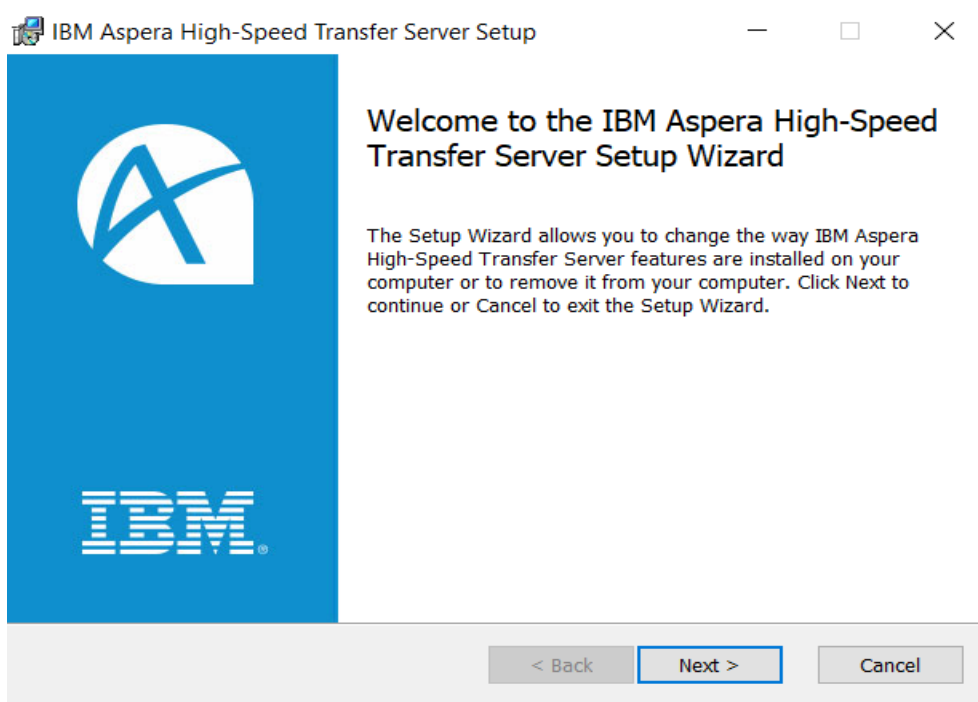 IBM Aspera High-Speed Transfer Server Setup
Welcome to the IBM Aspera High-Speed
Transfer Server Setup Wizard
The Setup Wizard allows you to change the way IBM Aspera
High-Speed Transfer Server features are installed on your
computer or to remove it from your computer. Click Next to
continue or Cancel to exit the Setup Wizard.
IBM®
< Back
Next >
Cancel